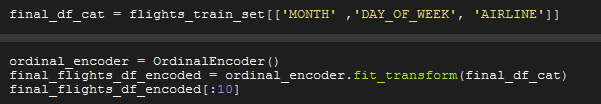 final_df_cat = flights_train_set[['MONTH' ,'DAY_OF_WEEK', 'AIRLINE']]
ordinal_encoder = OrdinalEncoder()
final_flights_df_encoded = ordinal_encoder.fit_transform(final_df_cat)
final_flights_df_encoded[:10]